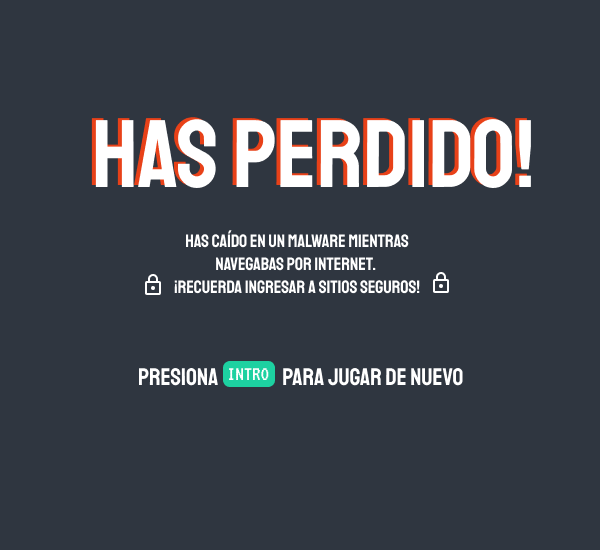 HAS PERDIDO!
HAS CAÍDO EN UN MALWARE MIENTRAS
NAVEGABAS POR INTERNET.
¡RECUERDA INGRESAR A SITIOS SEGUROS!
PRESIONA INTRO PARA JUGAR DE NUEVO